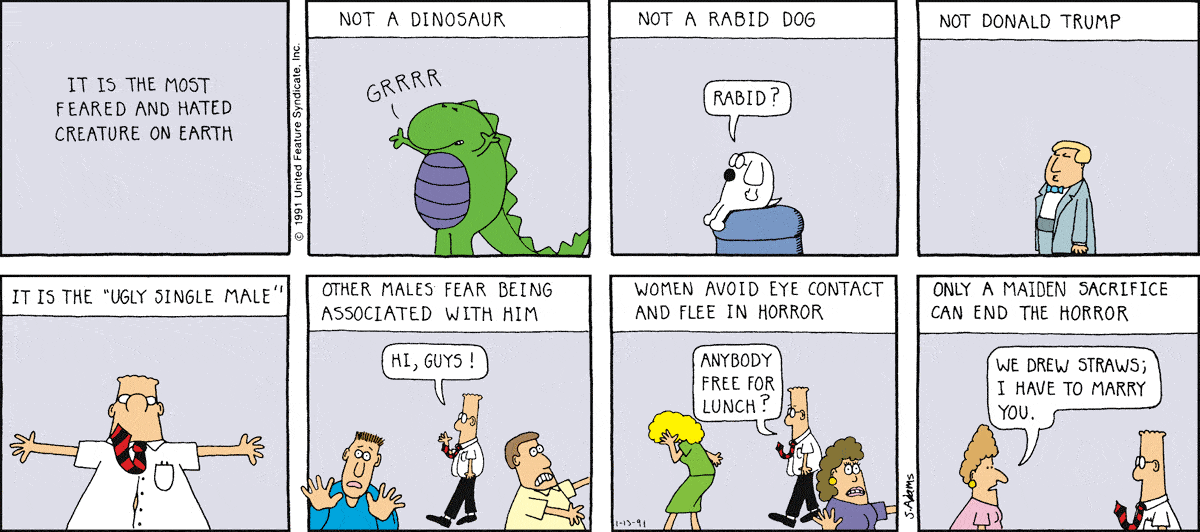 IT IS THE MOST
FEARED AND HATED
CREATURE ON EARTH
© 1991 United Feature Syndicate, Inc.
NOT A DINOSAUR
GRRRR
NOT A RABID DOG
RABID?
NOT DONALD TRUMP
IT IS THE "UGLY SINGLE MALE"
OTHER MALES FEAR BEING
ASSOCIATED WITH HIM
HI, GUYS!
WOMEN AVOID EYE CONTACT
AND FLEE IN HORROR
ANYBODY
FREE FOR
LUNCH?
1-13-91
S.Adams
ONLY A MAIDEN SACRIFICE
CAN END THE HORROR
WE DREW STRAWS;
I HAVE TO MARRY
YOU.